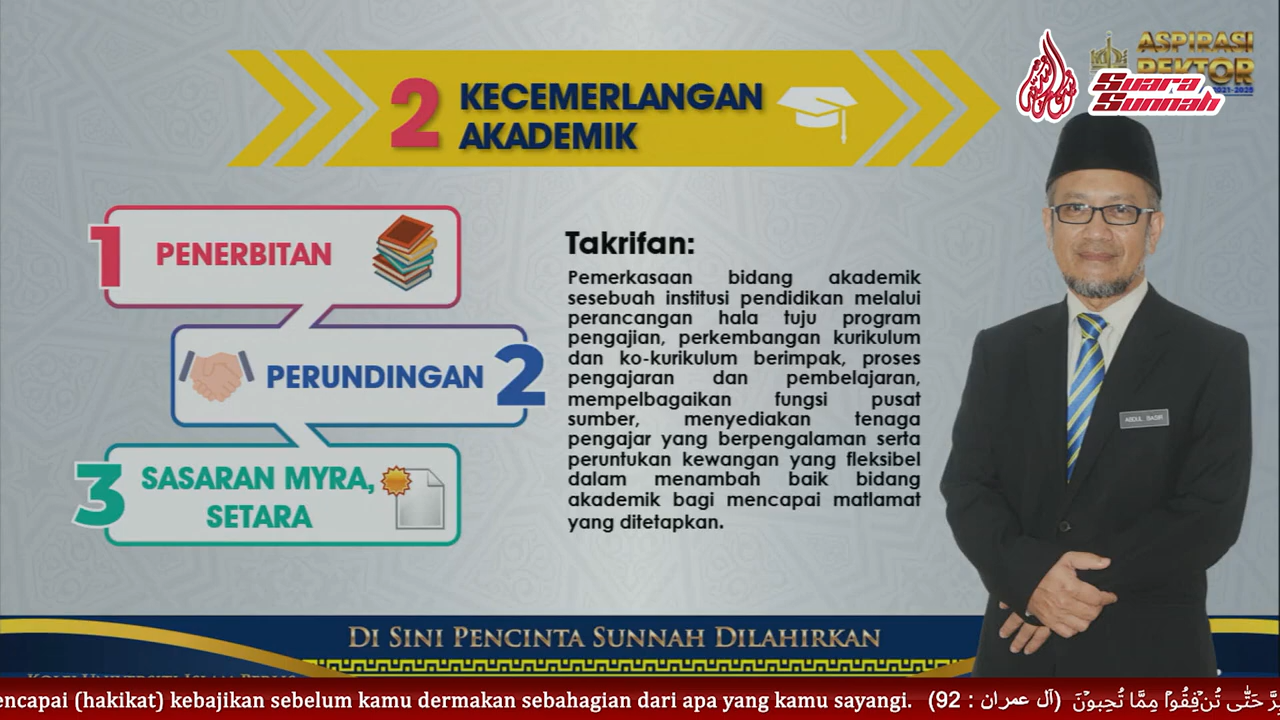 ASPIRASI
REKTOR
2021-2025
Suara
Sunnah
2 KECEMERLANGAN
AKADEMIK
1 PENERBITAN
PERUNDINGAN 2
3 SASARAN MYRA,
SETARA
Takrifan:
Pemerkasaan bidang akademik
sesebuah institusi pendidikan melalui
perancangan hala tuju program
pengajian, perkembangan kurikulum
dan ko-kurikulum berimpak, proses
pengajaran dan pembelajaran,
mempelbagaikan fungsi pusat
sumber, menyediakan tenaga
pengajar yang berpengalaman serta
peruntukan kewangan yang fleksibel
dalam menambah baik bidang
akademik bagi mencapai matlamat
yang ditetapkan.
ABDUL BASIR
DI SINI PENCINTA SUNNAH DILAHIRKAN
encapai (hakikat) kebajikan sebelum kamu dermakan sebahagian dari apa yang kamu sayangi. (آل عمران : 92) حَتَّى تُنفِقُوا مِمَّا تُحِبُّونَ